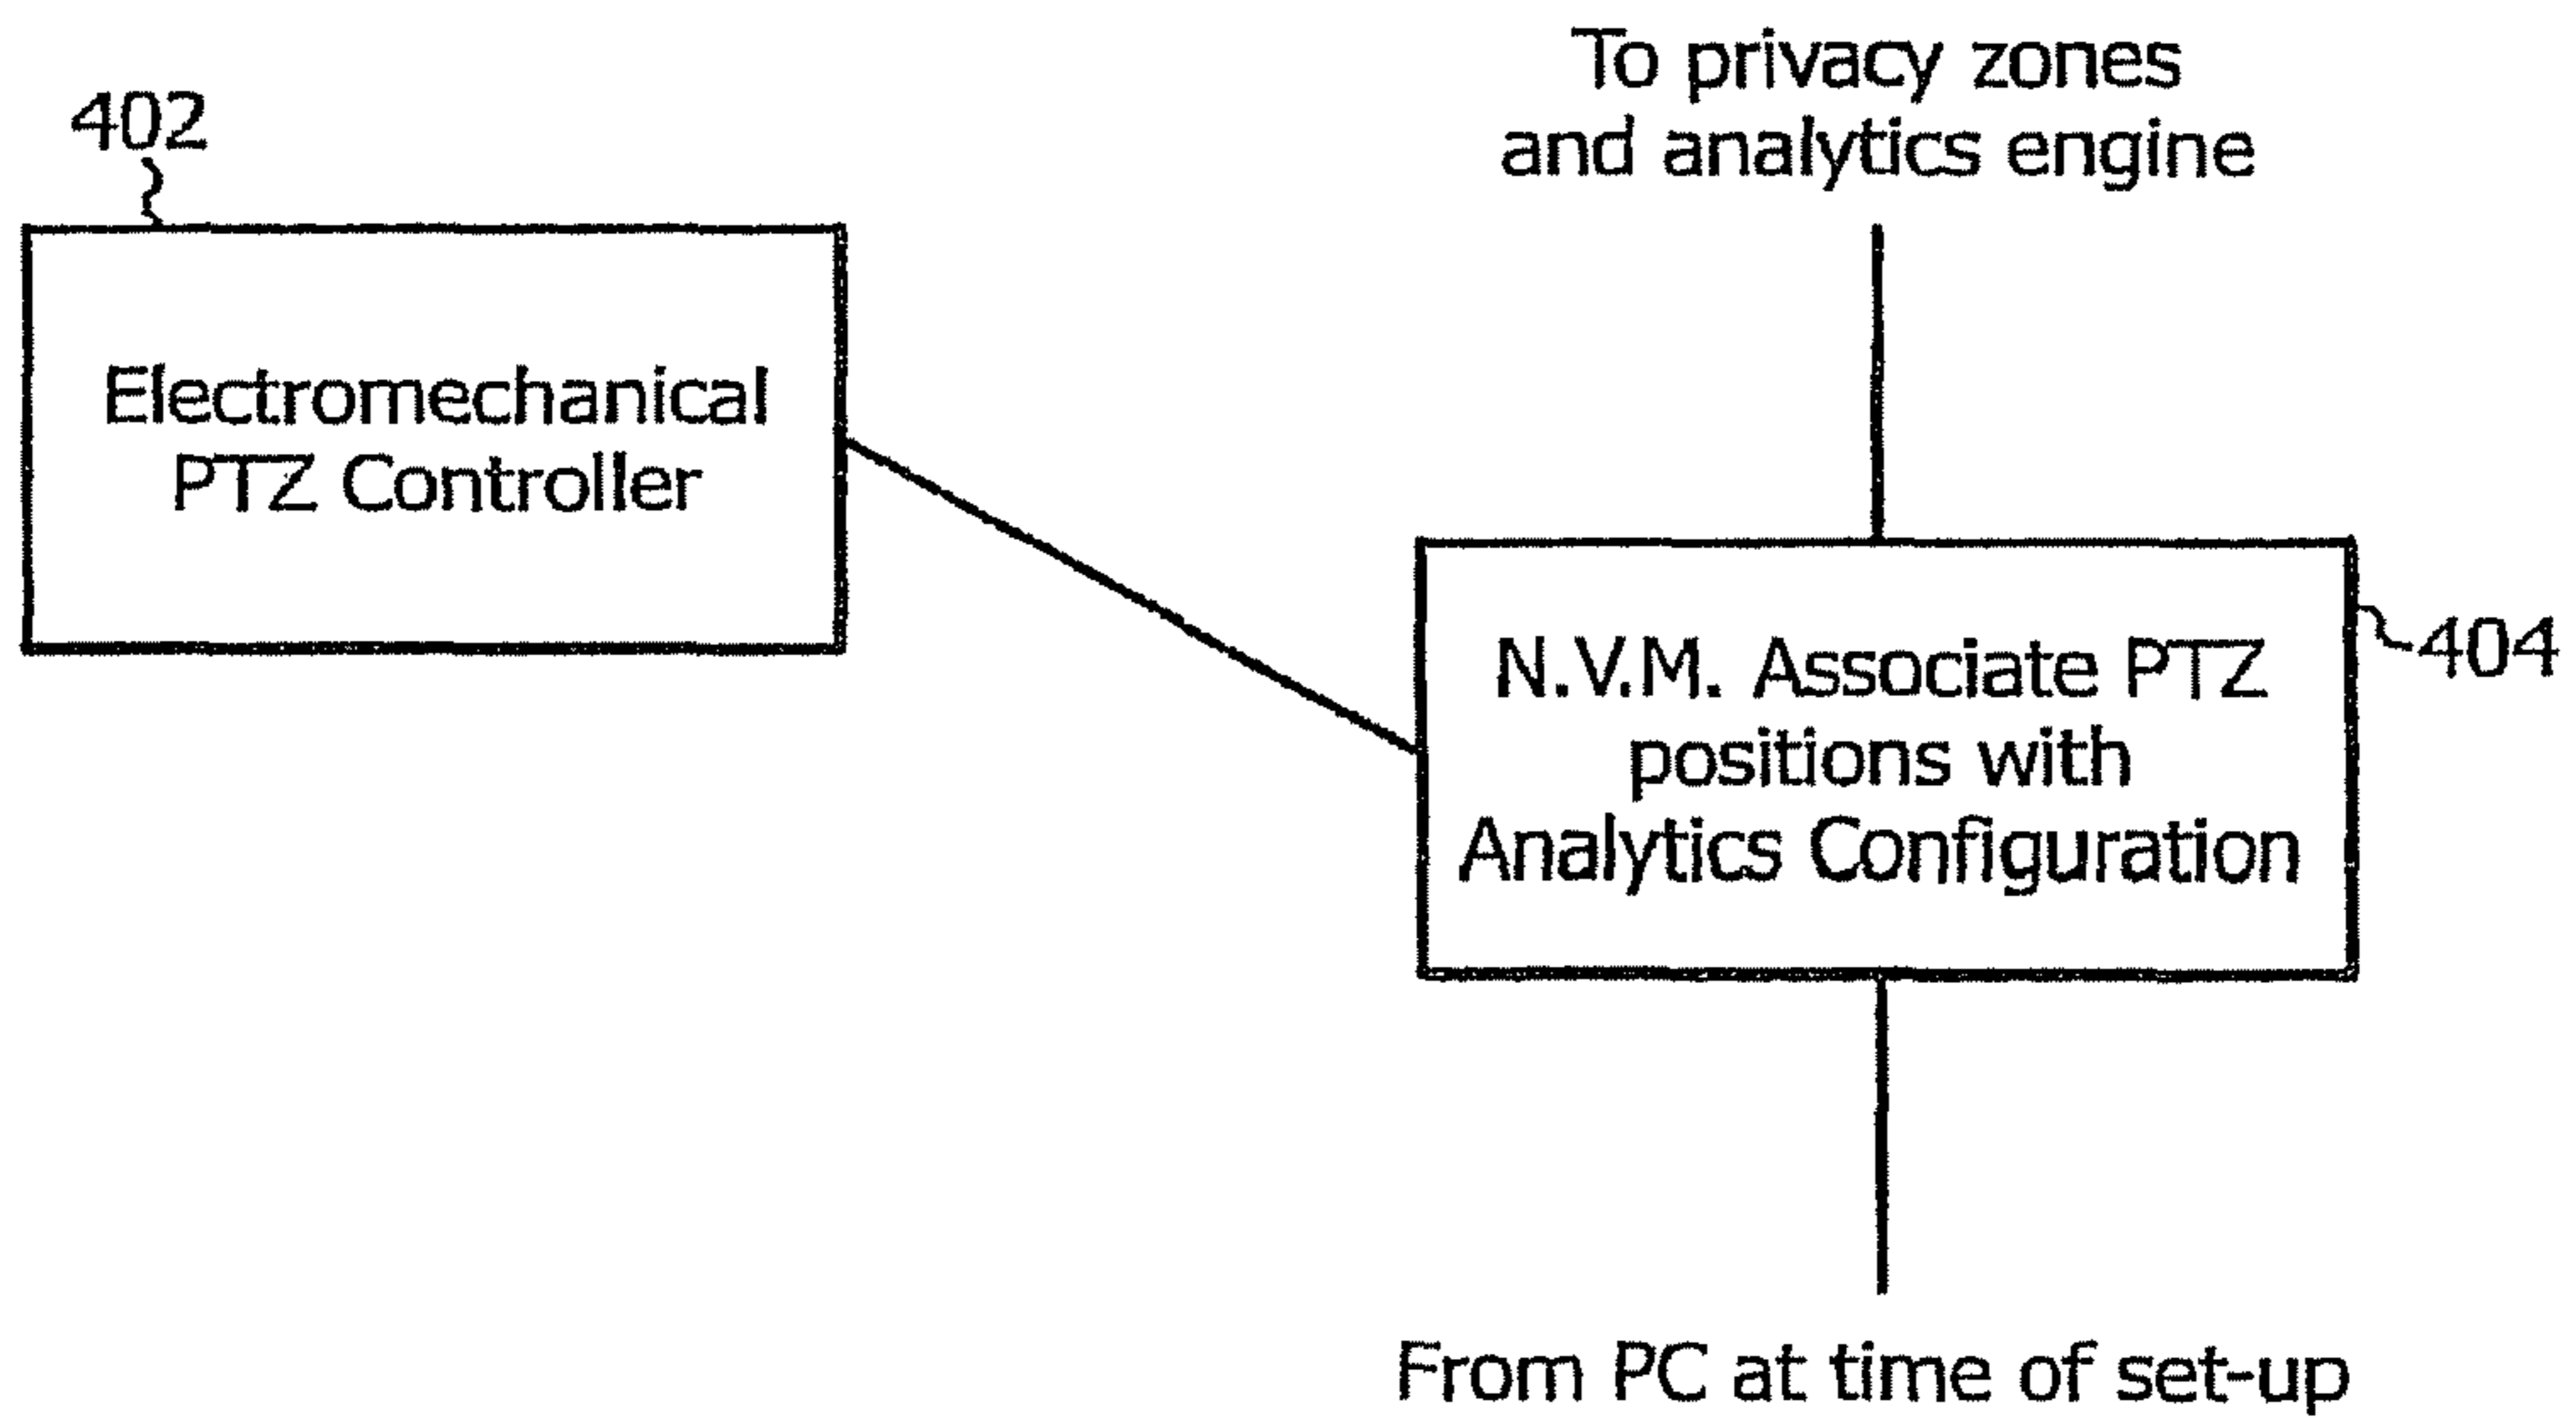 402
Electromechanical
PTZ Controller
To privacy zones
and analytics engine
N.V.M. Associate PTZ
positions with
Analytics Configuration
404
From PC at time of set-up